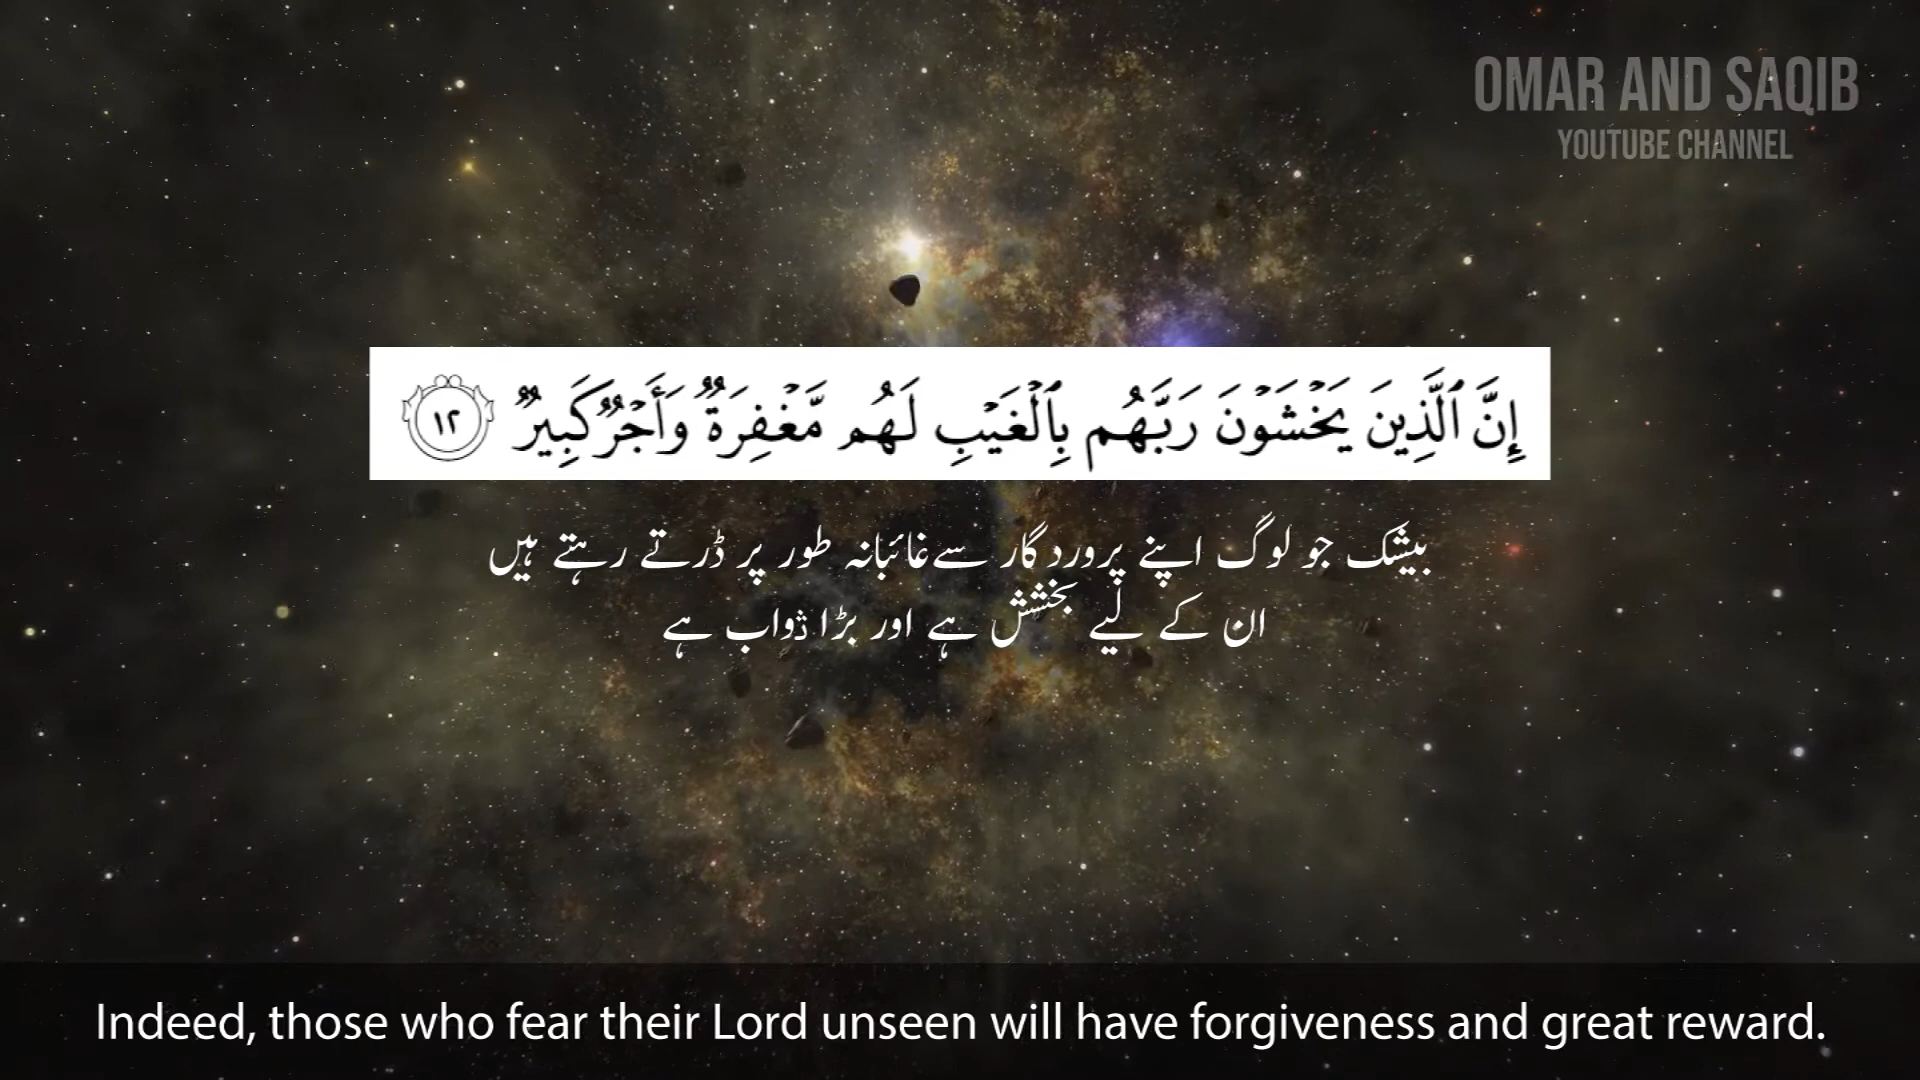 OMAR AND SAQIB
YOUTUBE CHANNEL
إِنَّ ٱلَّذِينَ يَخْشَوْنَ رَبَّهُم بِٱلْغَيْبِ لَهُم مَّغْفِرَةٌ وَأَجْرٌ كَبِيرٌ ١٢
بیشک جو لوگ اپنے پروردگار سے غائبانہ طور پر ڈرتے رہتے ہیں
ان کے لیے بخشش ہے اور بڑا ثواب ہے
Indeed, those who fear their Lord unseen will have forgiveness and great reward.